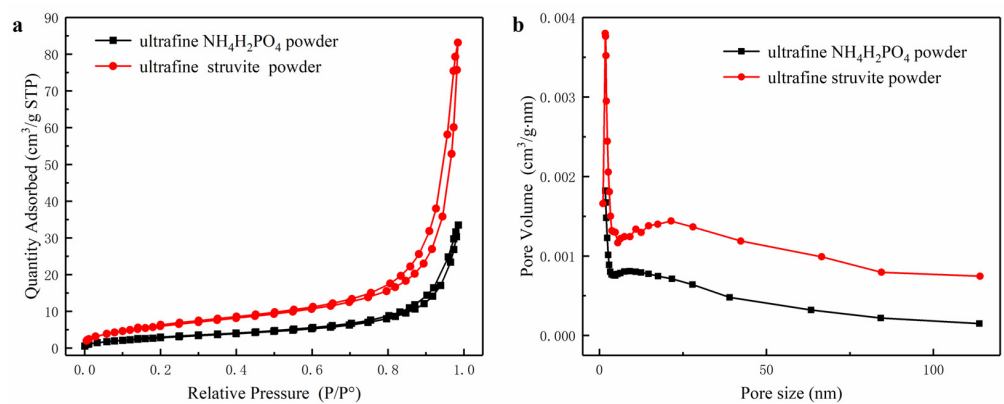 a
90
80
70
60
50
40
30
20
10
0
Quantity Adsorbed (cm³/g STP)
ultrafine NH₄H₂PO₄ powder
ultrafine struvite powder
0.0 0.2 0.4 0.6 0.8 1.0
Relative Pressure (P/P°)
b
0.004
0.003
0.002
0.001
0.000
Pore Volume (cm³/g·nm)
ultrafine NH₄H₂PO₄ powder
ultrafine struvite powder
0 50 100
Pore size (nm)